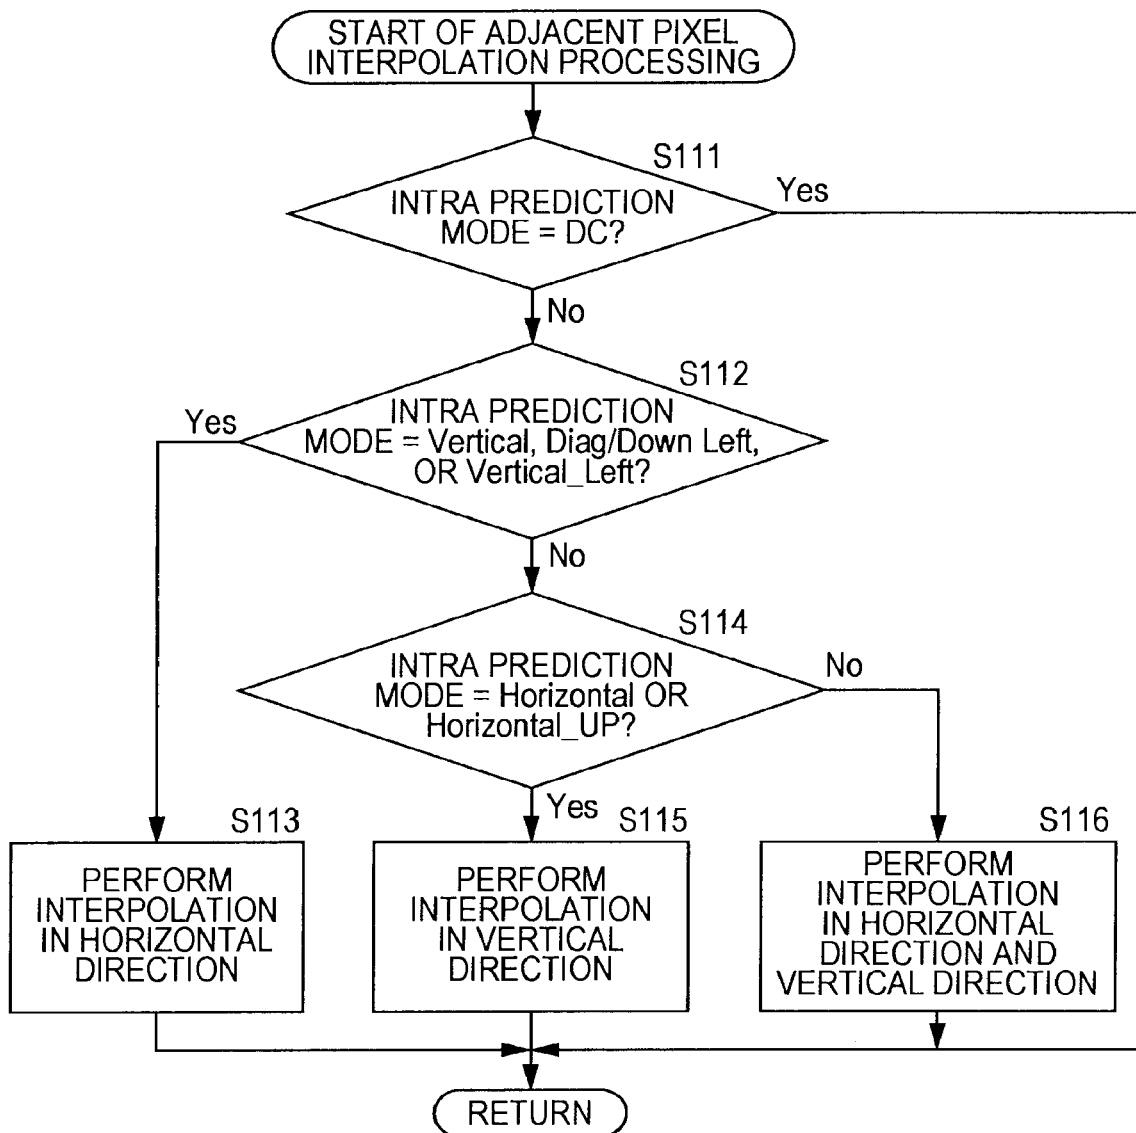 START OF ADJACENT PIXEL
INTERPOLATION PROCESSING
S111
Yes
INTRA PREDICTION
MODE = DC?
No
S112
Yes
INTRA PREDICTION
MODE = Vertical, Diag/Down Left,
OR Vertical_Left?
No
S114
No
INTRA PREDICTION
MODE = Horizontal OR
Horizontal_UP?
Yes
S113
PERFORM
INTERPOLATION
IN HORIZONTAL
DIRECTION
S115
PERFORM
INTERPOLATION
IN VERTICAL
DIRECTION
S116
PERFORM
INTERPOLATION
IN HORIZONTAL
DIRECTION AND
VERTICAL DIRECTION
RETURN